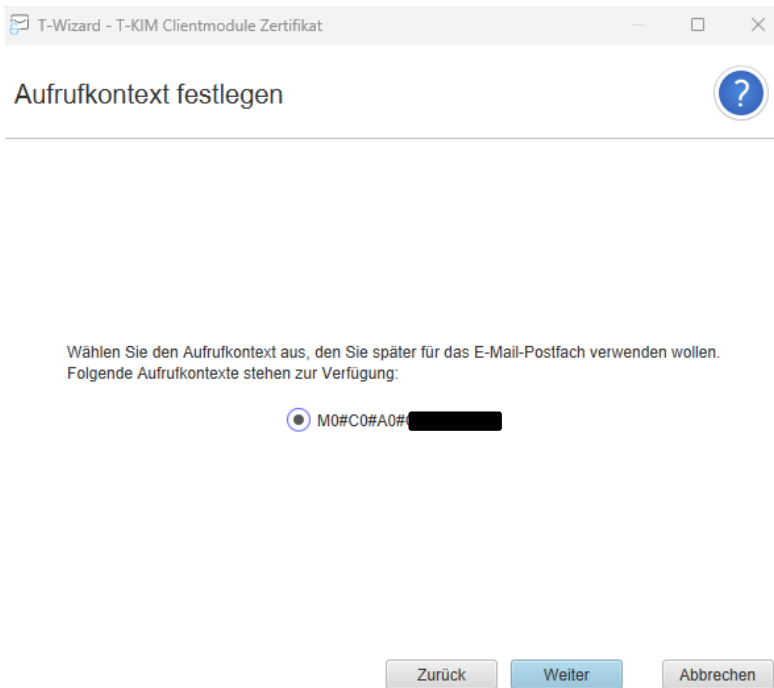 T-Wizard - T-KIM Clientmodule Zertifikat
Aufrufkontext festlegen
?
Wählen Sie den Aufrufkontext aus, den Sie später für das E-Mail-Postfach verwenden wollen.
Folgende Aufrufkontexte stehen zur Verfügung:
M0#C0#A0#
Zurück Weiter Abbrechen